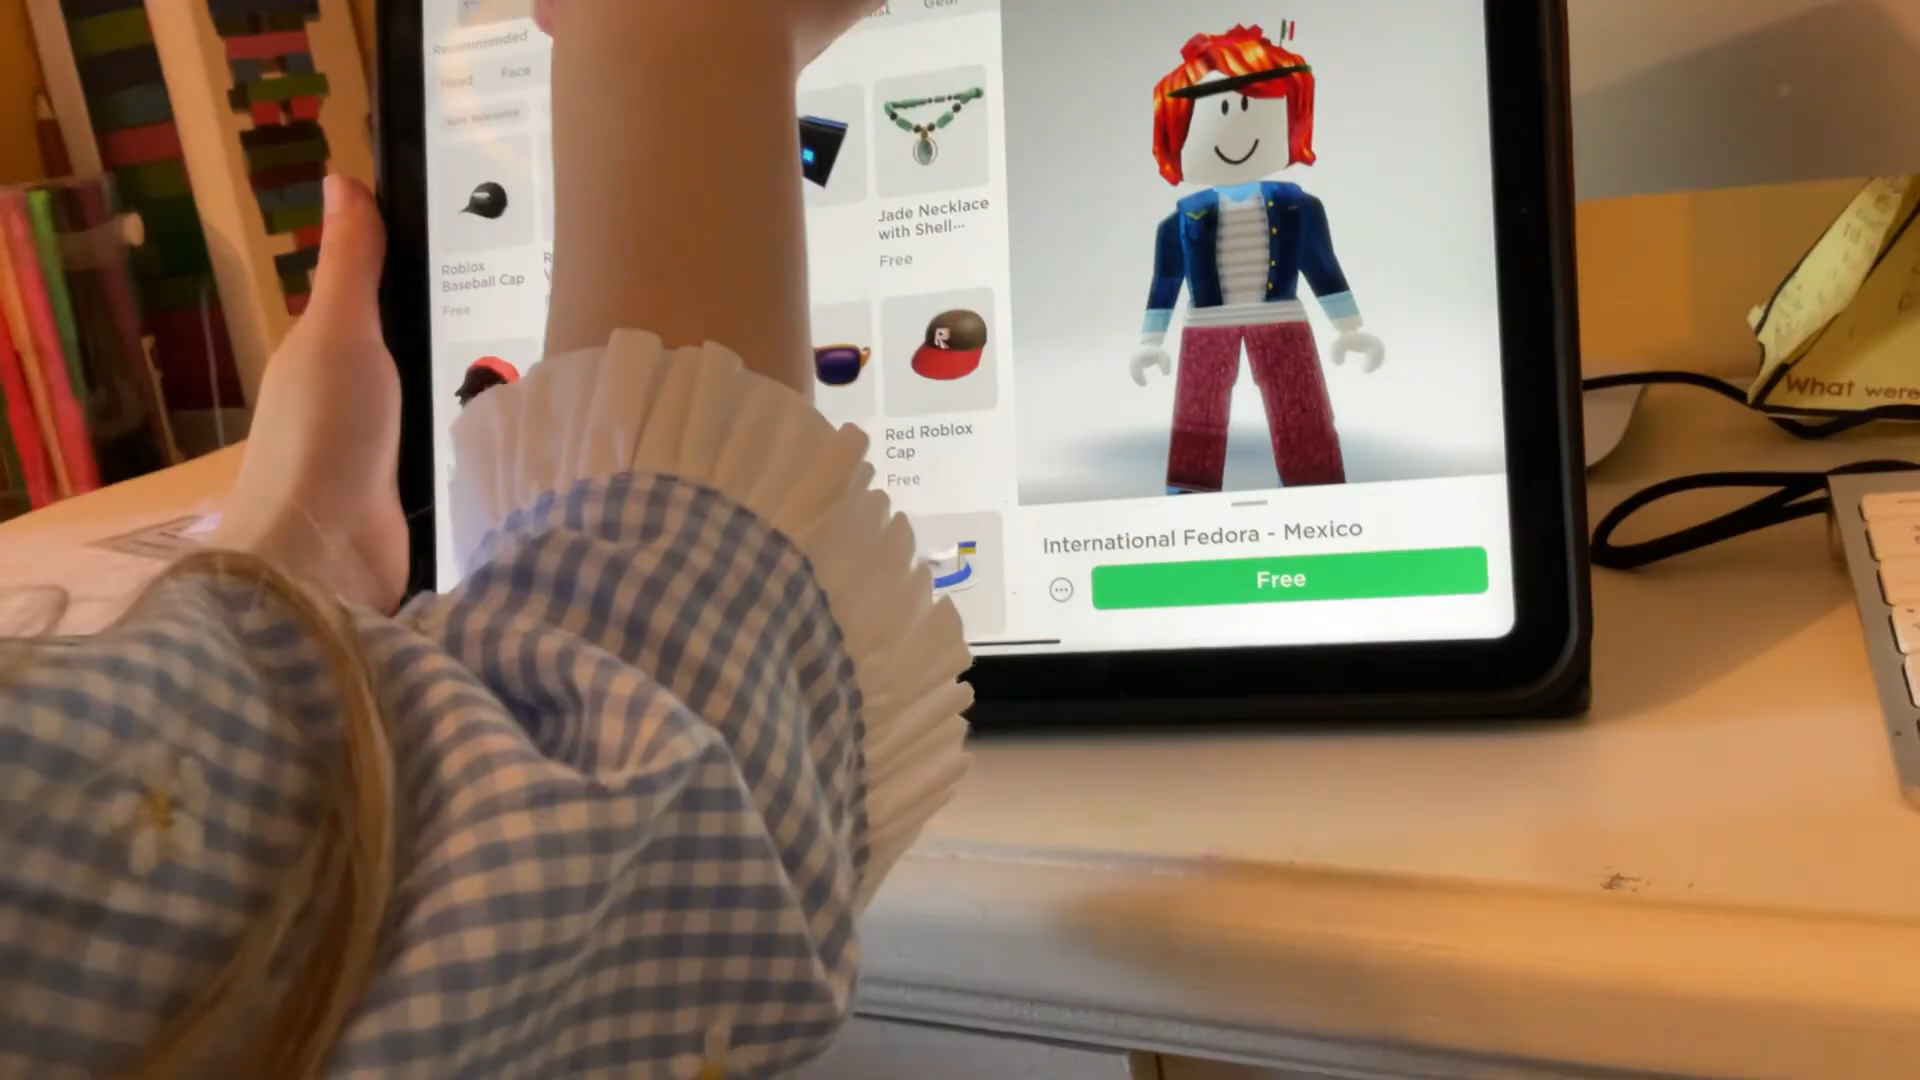 Gear
Recommended
Head Face
Jade Necklace
with Shell...
Free
Roblox
Baseball Cap
Free
Red Roblox
Cap
Free
International Fedora - Mexico
Free
What were